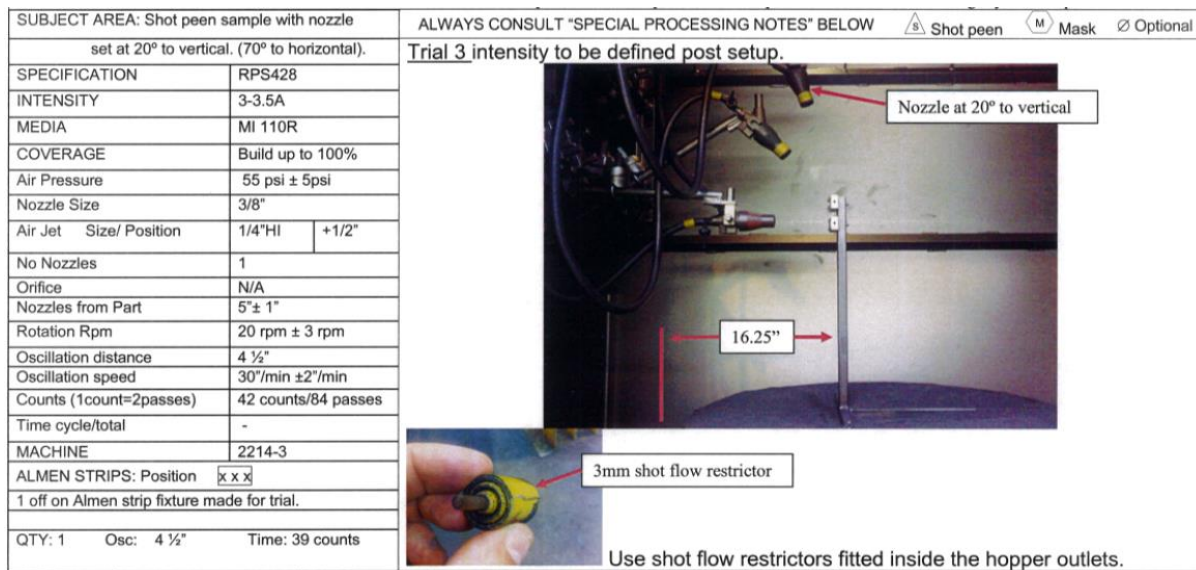 SUBJECT AREA: Shot peen sample with nozzle
set at 20º to vertical. (70º to horizontal).
SPECIFICATION RPS428
INTENSITY 3-3.5A
MEDIA MI 110R
COVERAGE Build up to 100%
Air Pressure 55 psi ± 5psi
Nozzle Size 3/8"
Air Jet Size/ Position 1/4"HI +1/2"
No Nozzles 1
Orifice N/A
Nozzles from Part 5"± 1"
Rotation Rpm 20 rpm ± 3 rpm
Oscillation distance 4 ½"
Oscillation speed 30"/min ±2"/min
Counts (1count=2passes) 42 counts/84 passes
Time cycle/total -
MACHINE 2214-3
ALMEN STRIPS: Position x x x
1 off on Almen strip fixture made for trial.
QTY: 1 Osc: 4 ½" Time: 39 counts
ALWAYS CONSULT "SPECIAL PROCESSING NOTES" BELOW S Shot peen M Mask Ø Optional
Trial 3 intensity to be defined post setup.
Nozzle at 20º to vertical
16.25"
3mm shot flow restrictor
Use shot flow restrictors fitted inside the hopper outlets.